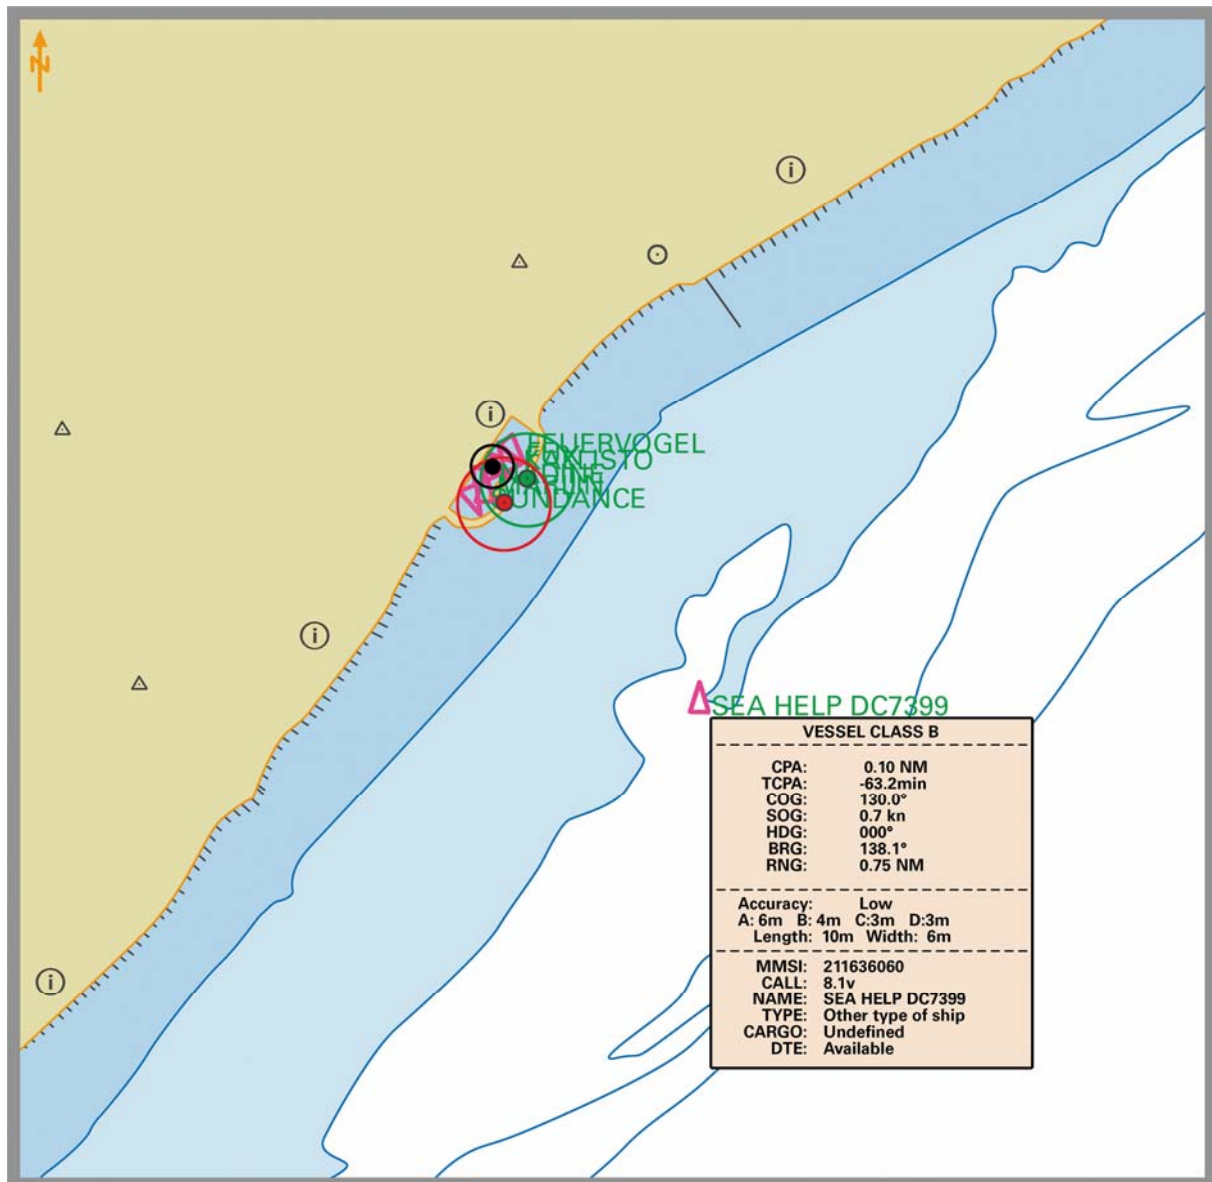 N
i
i
FEUERVOGEL
SUNDANCE
i
i
SEA HELP DC7399
VESSEL CLASS B
CPA: 0.10 NM
TCPA: -63.2min
COG: 130.0°
SOG: 0.7 kn
HDG: 000°
BRG: 138.1°
RNG: 0.75 NM
Accuracy: Low
A: 6m B: 4m C:3m D:3m
Length: 10m Width: 6m
MMSI: 211636060
CALL: 8.1v
NAME: SEA HELP DC7399
TYPE: Other type of ship
CARGO: Undefined
DTE: Available